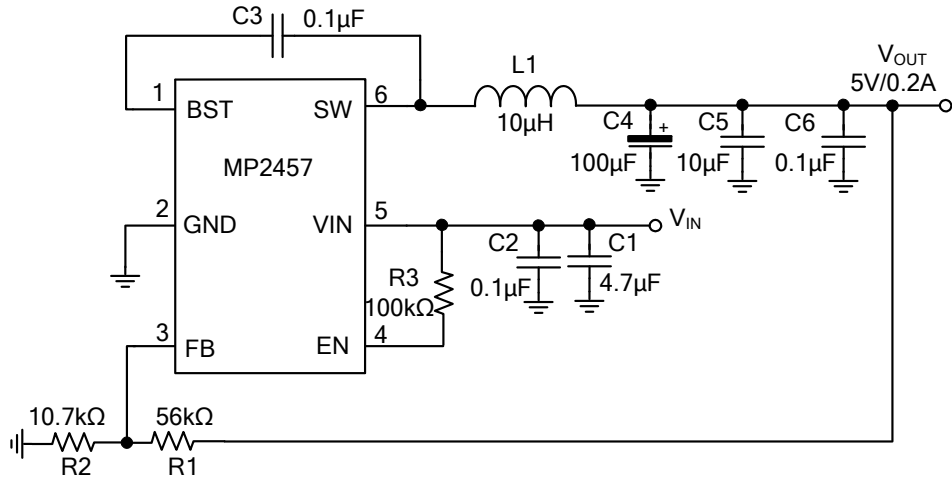 C3
0.1µF
1
BST
SW
6
L1
10µH
V_OUT
5V/0.2A
C4
+
100µF
C5
10µF
C6
0.1µF
MP2457
2
GND
VIN
5
V_IN
C2
0.1µF
C1
4.7µF
R3
100kΩ
3
FB
EN
4
10.7kΩ
R2
56kΩ
R1